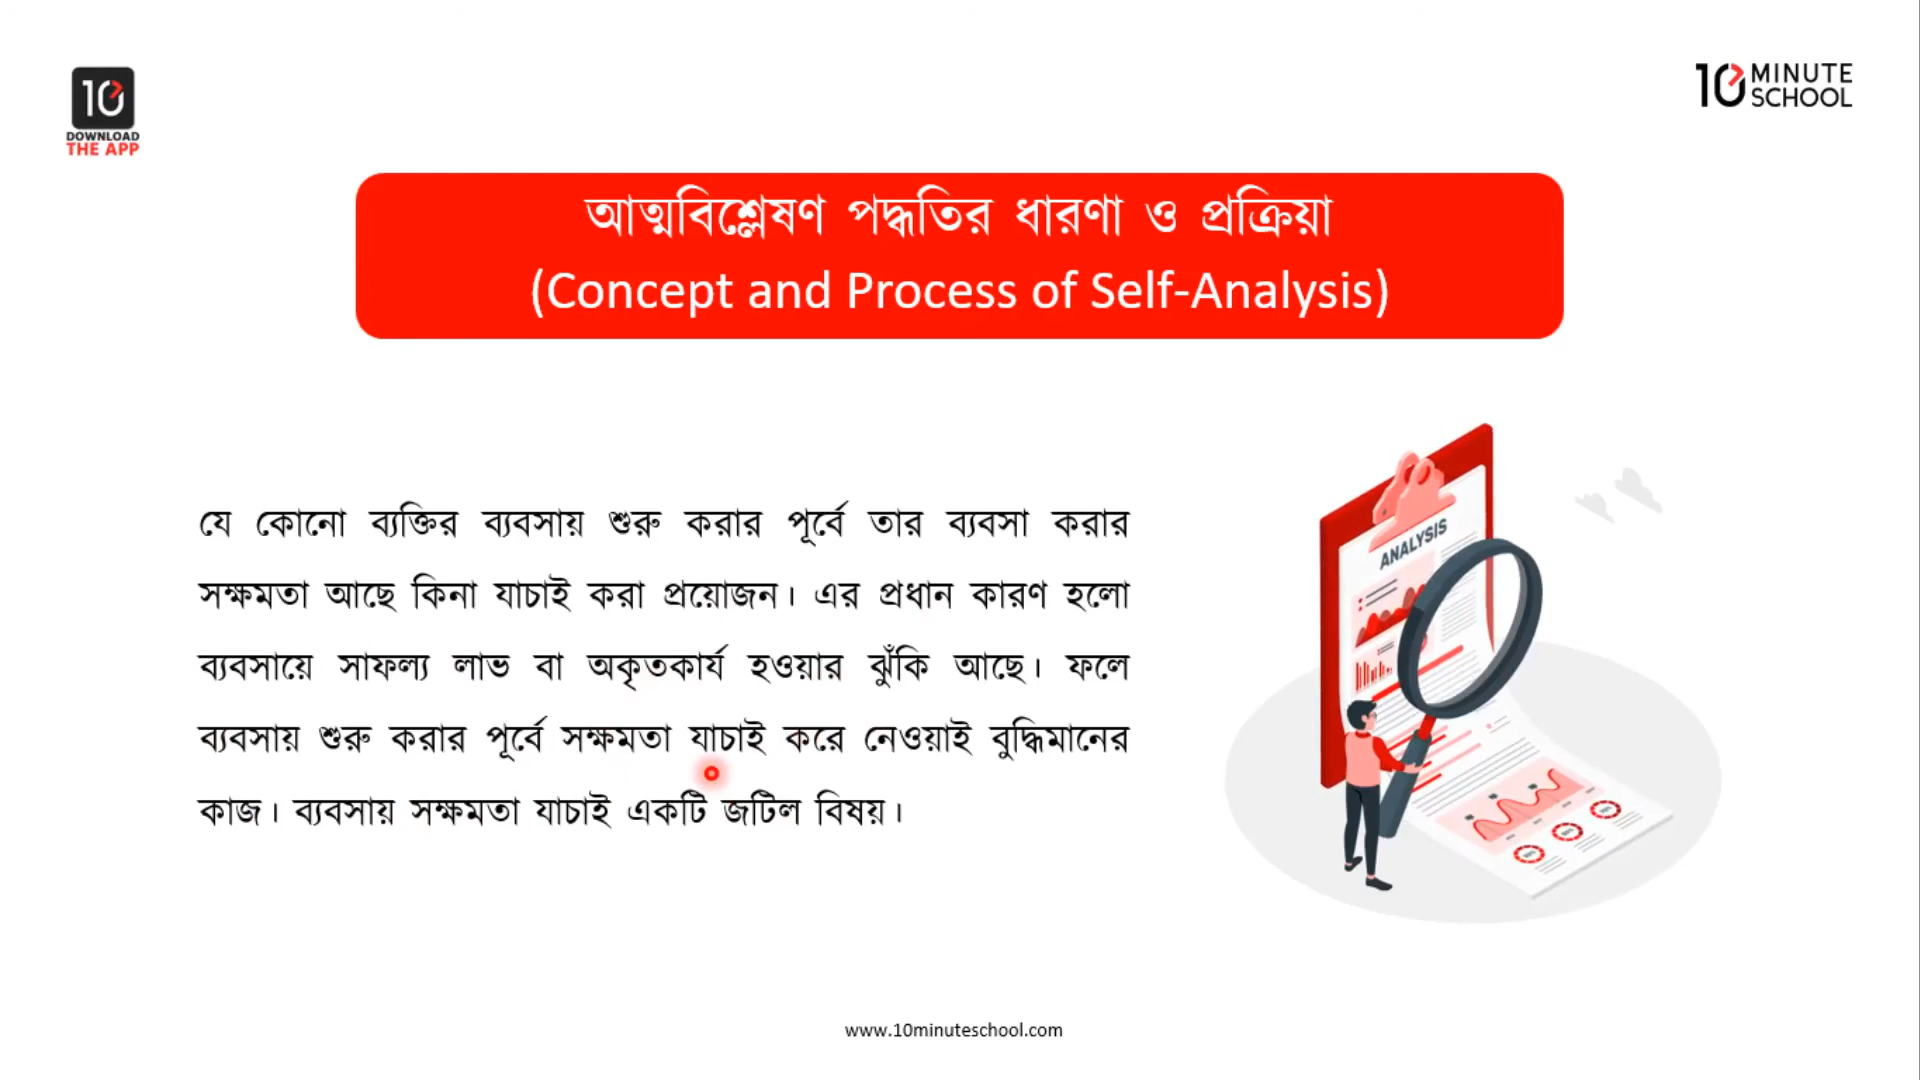 10
DOWNLOAD
THE APP
10 MINUTE
SCHOOL
আত্মবিশ্লেষণ পদ্ধতির ধারণা ও প্রক্রিয়া
(Concept and Process of Self-Analysis)
যে কোনো ব্যক্তির ব্যবসায় শুরু করার পূর্বে তার ব্যবসা করার
সক্ষমতা আছে কিনা যাচাই করা প্রয়োজন। এর প্রধান কারণ হলো
ব্যবসায়ে সাফল্য লাভ বা অকৃতকার্য হওয়ার ঝুঁকি আছে। ফলে
ব্যবসায় শুরু করার পূর্বে সক্ষমতা যাচাই করে নেওয়াই বুদ্ধিমানের
কাজ। ব্যবসায় সক্ষমতা যাচাই একটি জটিল বিষয়।
ANALYSIS
www.10minuteschool.com